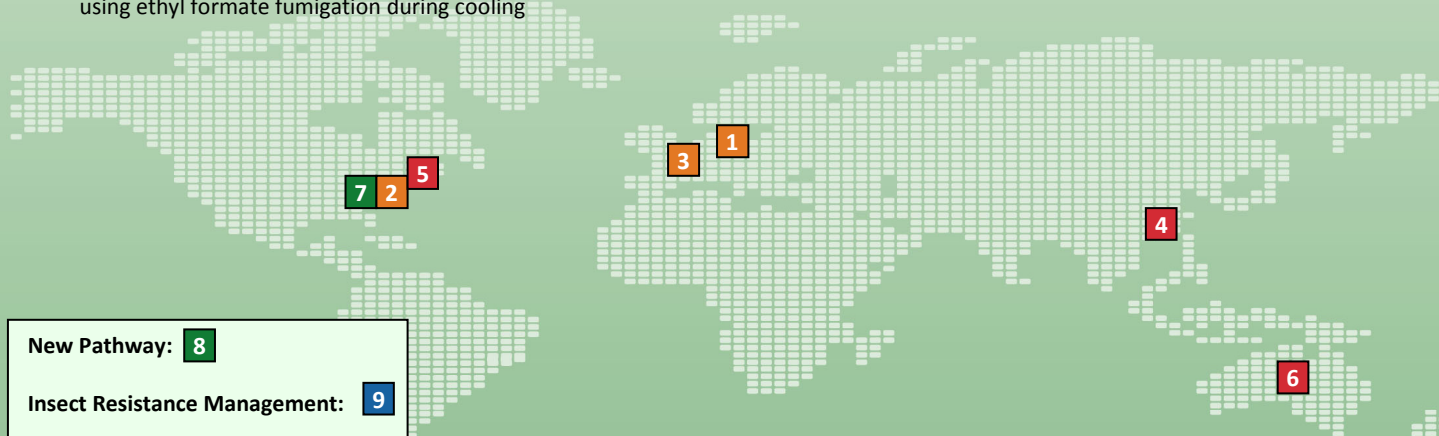 using ethyl formate fumigation during cooling
1
3
5
7 2
4
6
New Pathway: 8
Insect Resistance Management: 9